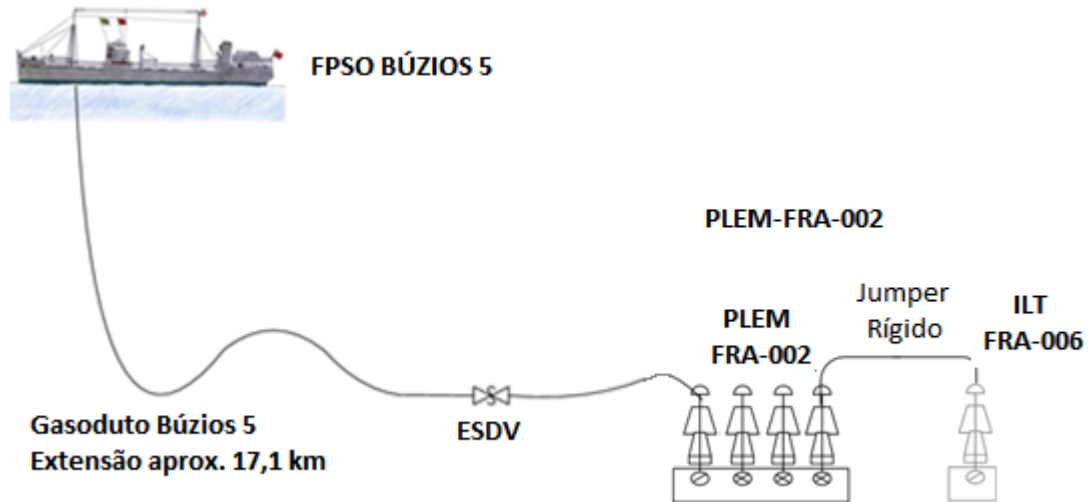 FPSO BÚZIOS 5
PLEM-FRA-002
Jumper
Rígido
ILT
FRA-006
PLEM
FRA-002
ESDV
Gasoduto Búzios 5
Extensão aprox. 17,1 km